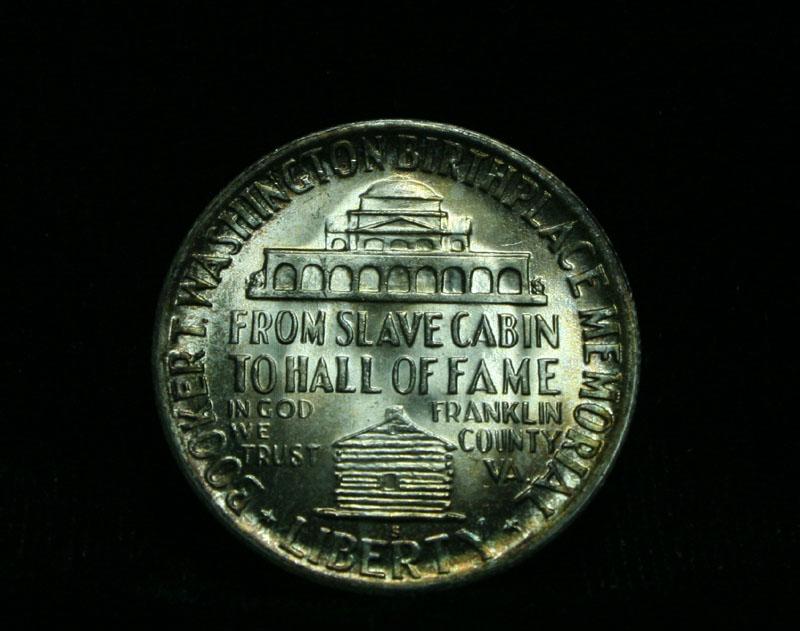 BOOKER T. WASHINGTON BIRTHPLACE MEMORIAL
FROM SLAVE CABIN
TO HALL OF FAME
IN GOD
WE
TRUST
FRANKLIN
COUNTY
VA.
S
LIBERTY